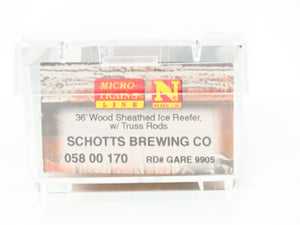 MICRO-
TRAINS
LINE
N
36' Wood Sheathed Ice Reefer,
w/ Truss Rods
SCHOTTS BREWING CO
058 00 170 RD# GARE 9905